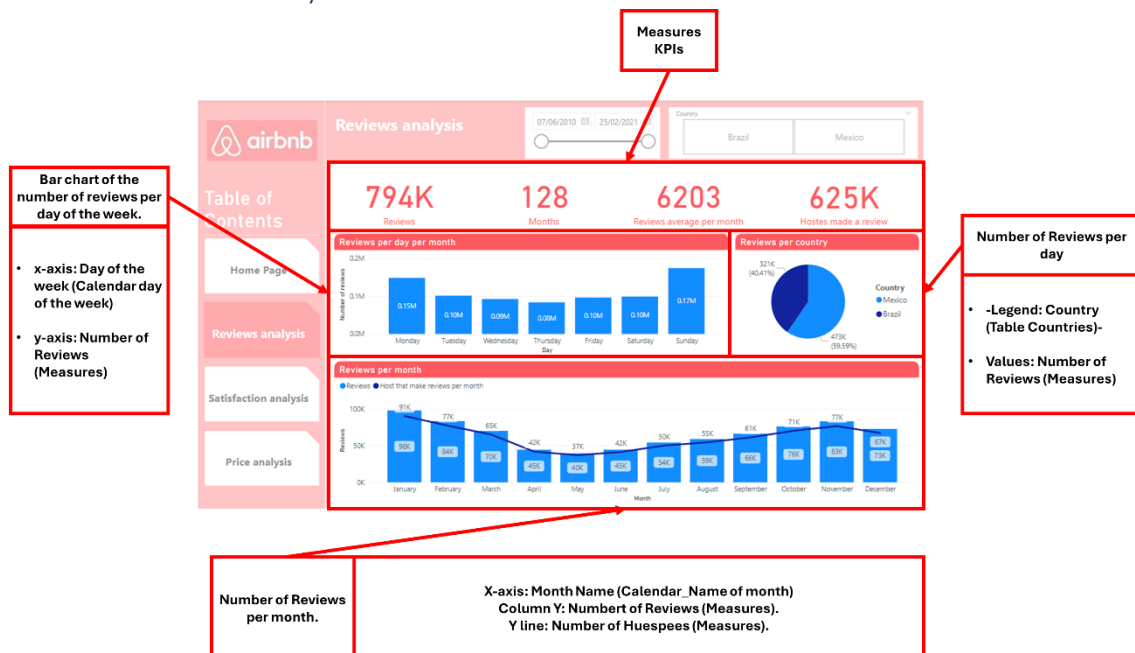 Measures
KPIs
airbnb
Reviews analysis
07/06/2010
25/02/2021
Country
Brazil
Mexico
Bar chart of the
number of reviews per
day of the week.
• x-axis: Day of the
week (Calendar day
of the week)
• y-axis: Number of
Reviews
(Measures)
Table of
Contents
Home Page
Reviews analysis
Satisfaction analysis
Price analysis
794K
Reviews
128
Months
6203
Reviews average per month
625K
Hostes made a review
Reviews per day per month
Number of reviews
0.2M
0.1M
0.0M
0.15M
0.10M
0.09M
0.08M
0.10M
0.10M
0.17M
Monday
Tuesday
Wednesday
Thursday
Friday
Saturday
Sunday
Day
Reviews per country
321K
(40.41%)
473K
(59.59%)
Country
Mexico
Brazil
Number of Reviews per
day
• -Legend: Country
(Table Countries)-
• Values: Number of
Reviews (Measures)
Reviews per month
Reviews
Host that make reviews per month
Reviews
100K
50K
0K
91K
77K
65K
42K
37K
42K
50K
55K
61K
71K
77K
67K
98K
84K
70K
45K
40K
45K
54K
59K
66K
76K
83K
73K
January
February
March
April
May
June
July
August
September
October
November
December
Month
Number of Reviews
per month.
X-axis: Month Name (Calendar_Name of month)
Column Y: Numbert of Reviews (Measures).
Y line: Number of Huespees (Measures).